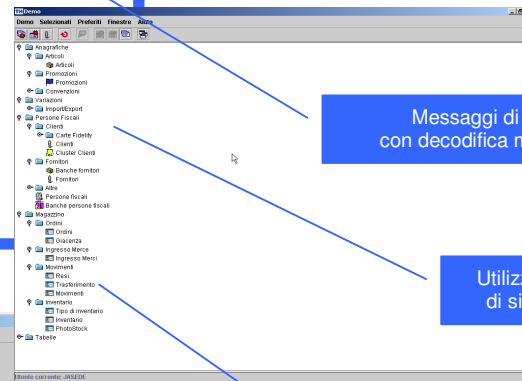 Demo
Demo Selezionati Preferiti Finestre Aiuto
Anagrafiche
Articoli
Articoli
Promozioni
Promozioni
Convenzioni
Variazioni
Import/Export
Persone Fiscali
Clienti
Carte Fidelity
Clienti
Cluster Clienti
Fornitori
Banche fornitori
Fornitori
Altre
Persone fiscali
Banche persone fiscali
Magazzino
Ordini
Ordini
Giacenza
Ingresso Merce
Ingresso Merci
Movimenti
Resi
Trasferimento
Movimenti
Inventario
Tipo di inventario
Inventario
PhotoStock
Tabelle
Utente corrente: JASEDE
Messaggi di
con decodifica
di